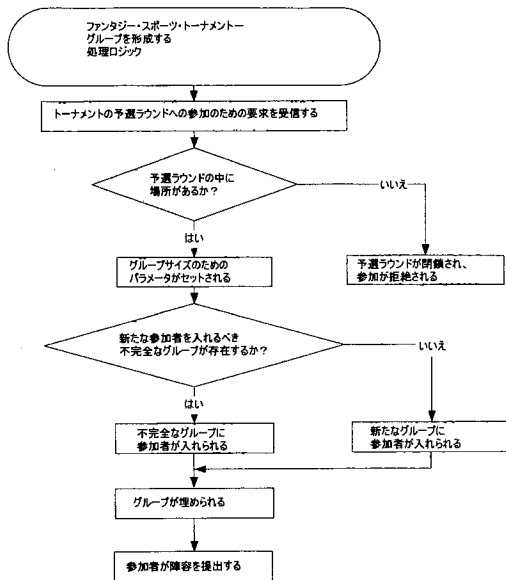 ファンタジー・スポーツ・トーナメントー
グループを形成する
処理ロジック
トーナメントの予選ラウンドへの参加のための要求を受信する
予選ラウンドの中に
場所があるか？
いいえ
はい
グループサイズのための
パラメータがセットされる
予選ラウンドが閉鎖され、
参加が拒絶される
新たな参加者を入れるべき
不完全なグループが存在するか？
いいえ
はい
不完全なグループに
参加者が入れられる
新たなグループに
参加者が入れられる
グループが埋められる
参加者が陣容を提出する